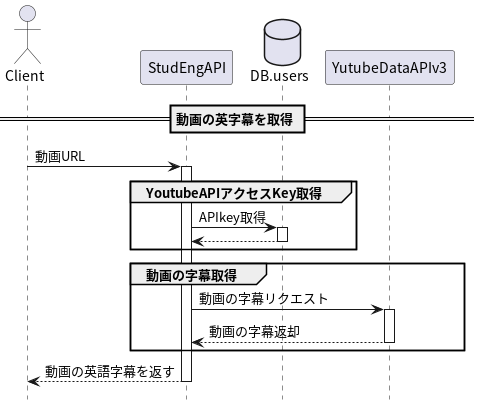 Client
StudEngAPI
DB.users
YutubeDataAPIv3
動画の英字幕を取得
動画URL
YoutubeAPIアクセスKey取得
APIkey取得
動画の字幕取得
動画の字幕リクエスト
動画の字幕返却
動画の英語字幕を返す